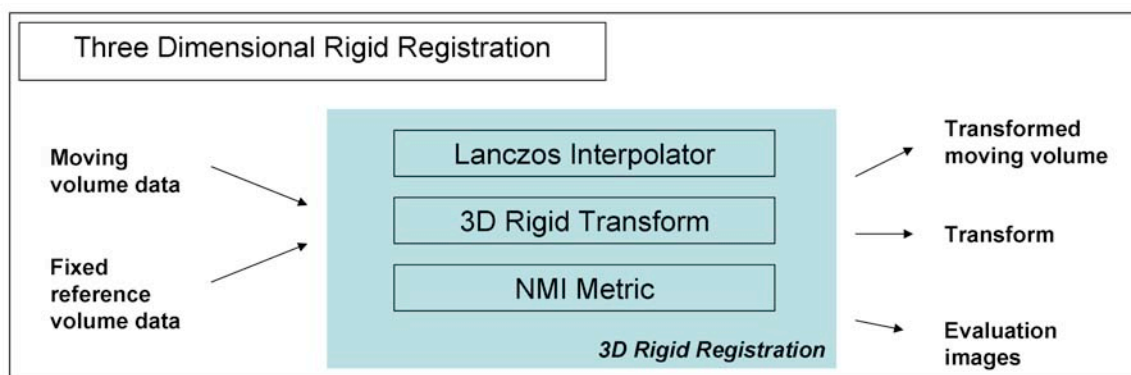 Three Dimensional Rigid Registration
Moving
volume data
Fixed
reference
volume data
Lanczos Interpolator
3D Rigid Transform
NMI Metric
3D Rigid Registration
Transformed
moving volume
Transform
Evaluation
images